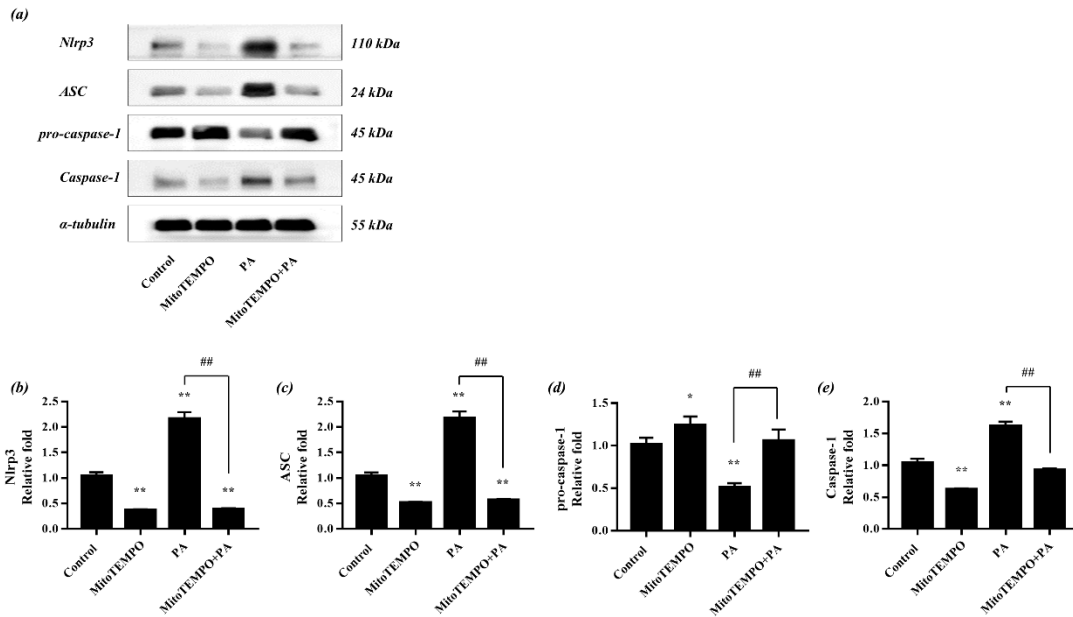 (a)
Nlrp3 110 kDa
ASC 24 kDa
pro-caspase-1 45 kDa
Caspase-1 45 kDa
α-tubulin 55 kDa
Control MitoTEMPO PA MitoTEMPO+PA
(b)
##
**
**
**
Nlrp3
Relative fold
2.5
2.0
1.5
1.0
0.5
0.0
Control MitoTEMPO PA MitoTEMPO+PA
(c)
##
**
**
**
ASC
Relative fold
2.5
2.0
1.5
1.0
0.5
0.0
Control MitoTEMPO PA MitoTEMPO+PA
(d)
##
*
**
pro-caspase-1
Relative fold
1.5
1.0
0.5
0.0
Control MitoTEMPO PA MitoTEMPO+PA
(e)
##
**
**
Caspase-1
Relative fold
2.0
1.5
1.0
0.5
0.0
Control MitoTEMPO PA MitoTEMPO+PA